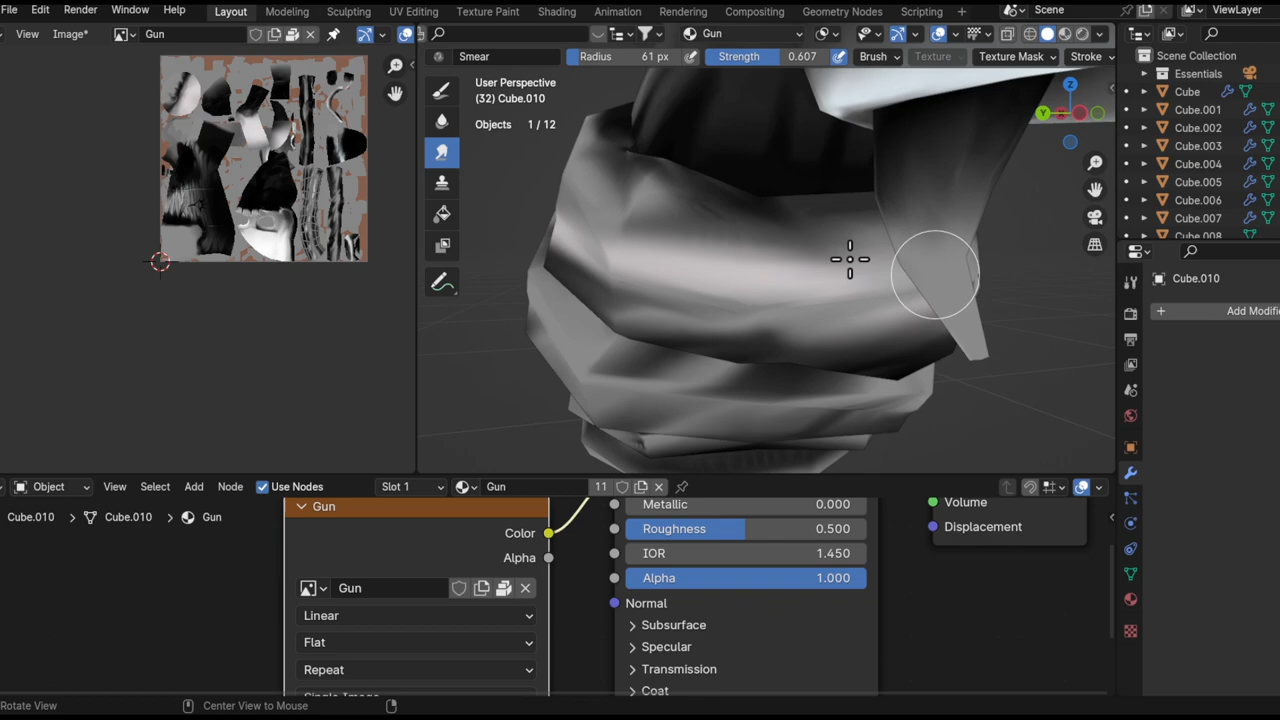 File Edit Render Window Help Layout Modeling Sculpting UV Editing Texture Paint Shading Animation Rendering Compositing Geometry Nodes Scripting Scene ViewLayer
View Image* Gun Gun
Smear Radius 61 px Strength 0.607 Brush Texture Texture Mask Stroke
User Perspective
(32) Cube.010
Objects 1 / 12
Z
Y
Scene Collection
Essentials
Cube
Cube.001
Cube.002
Cube.003
Cube.004
Cube.005
Cube.006
Cube.007
Cube.008
Cube.010
Add Modifi
Object View Select Add Node Use Nodes Slot 1 Gun 11
Cube.010 Cube.010 Gun
Gun
Color
Alpha
Gun
Linear
Flat
Repeat
Single Image
Metallic 0.000
Roughness 0.500
IOR 1.450
Alpha 1.000
Normal
Subsurface
Specular
Transmission
Coat
Volume
Displacement
Rotate View Center View to Mouse